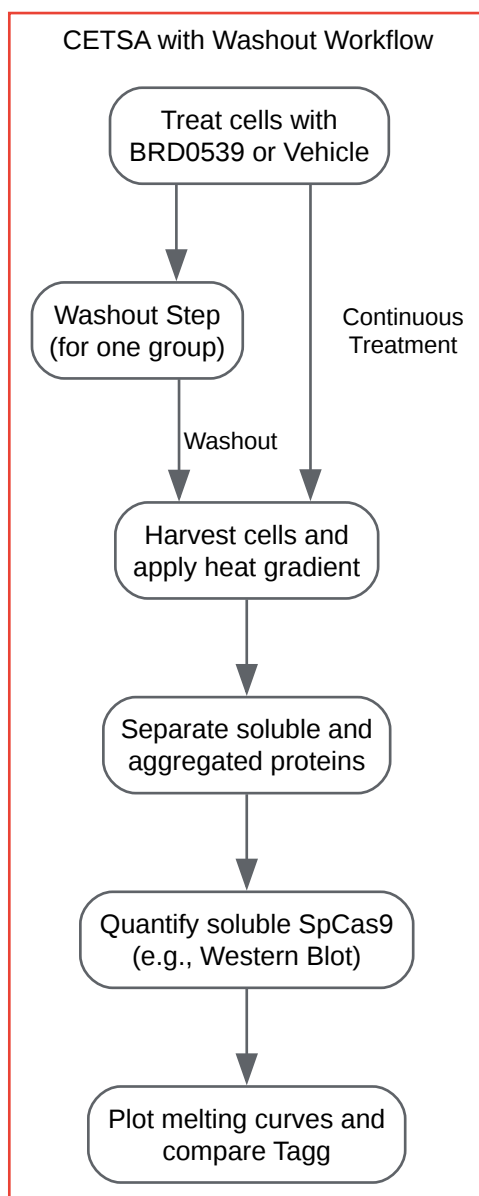 CETSA with Washout Workflow
Treat cells with
BRD0539 or Vehicle
Washout Step
(for one group)
Continuous
Treatment
Washout
Harvest cells and
apply heat gradient
Separate soluble and
aggregated proteins
Quantify soluble SpCas9
(e.g., Western Blot)
Plot melting curves and
compare Tagg